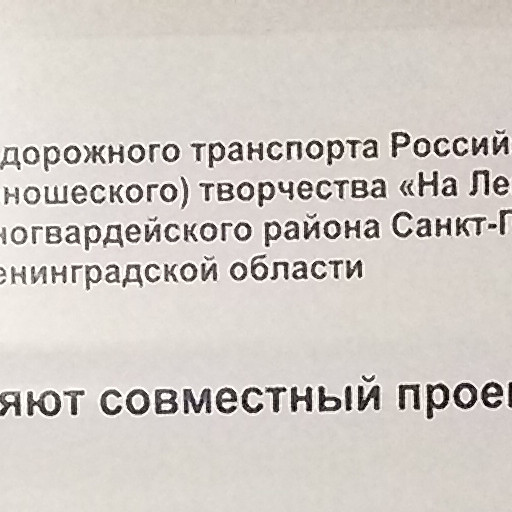 дорожного транспорта Россий
ношеского) творчества «На Ле
ногвардейского района Санкт-П
енинградской области
яют совместный прое